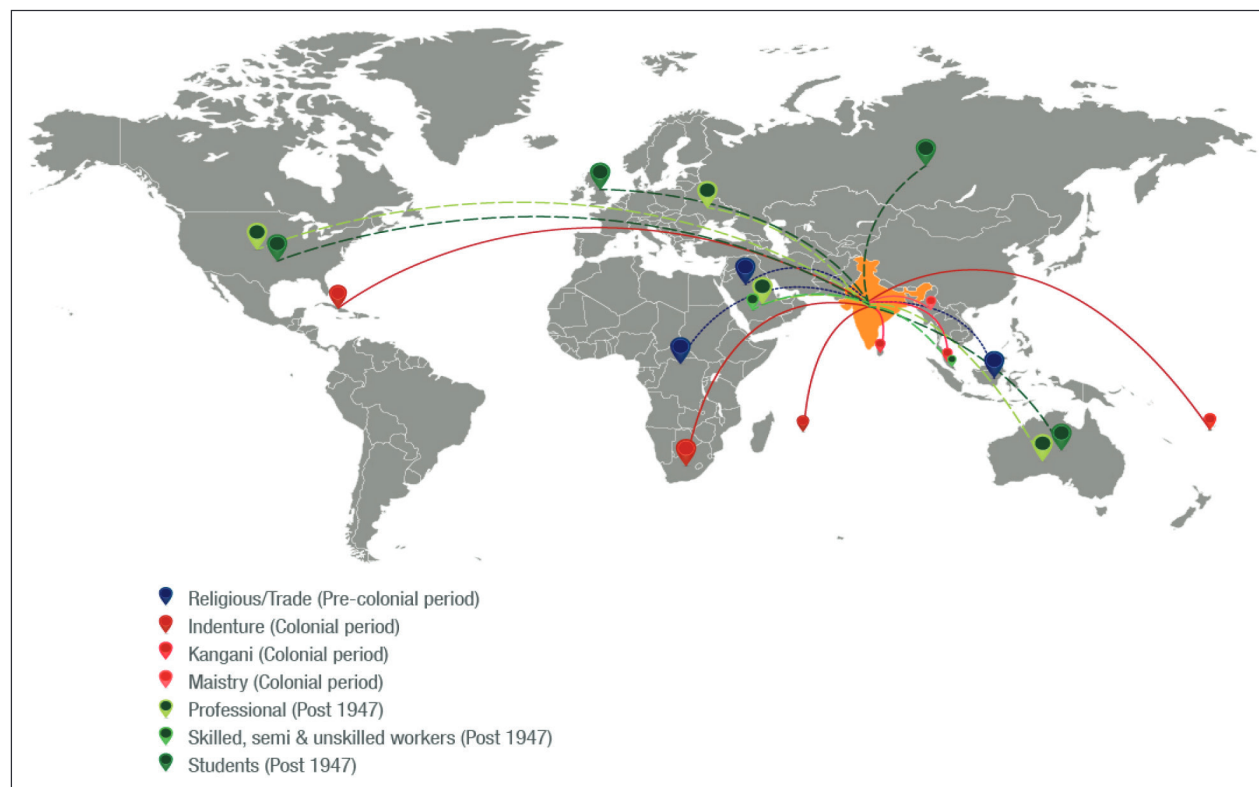 Religious/Trade (Pre-colonial period)
Indenture (Colonial period)
Kangani (Colonial period)
Maistry (Colonial period)
Professional (Post 1947)
Skilled, semi & unskilled workers (Post 1947)
Students (Post 1947)